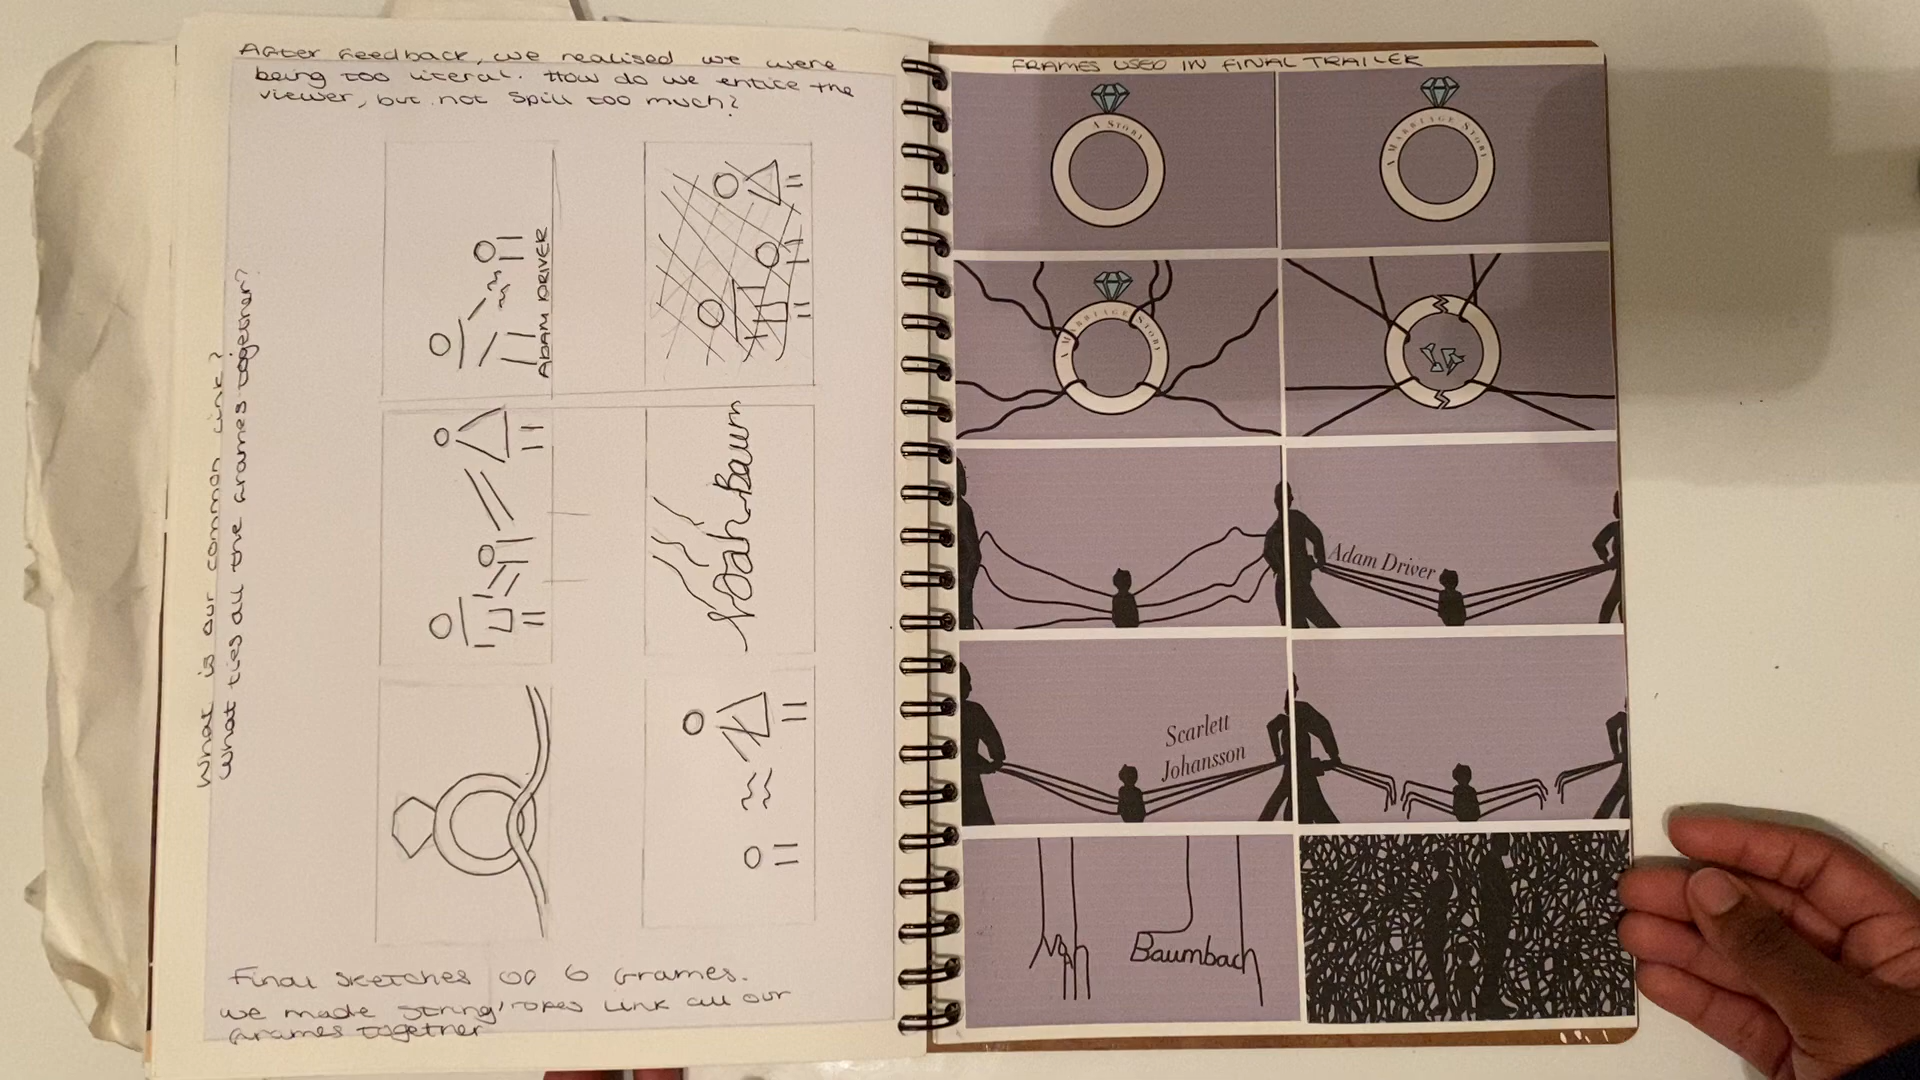 After feedback, we realised we were
being too literal. How do we entice the
viewer, but not spill too much?
What is our common link?
What ties all the frames together?
ADAM DRIVER
Noah Baum
Final sketches of 6 frames.
we made string/ropes link all our
frames together
FRAMES USED IN FINAL TRAILER
A STORY
A MARRIAGE STORY
A MARRIAGE STORY
Adam Driver
Scarlett
Johansson
Noah Baumbach